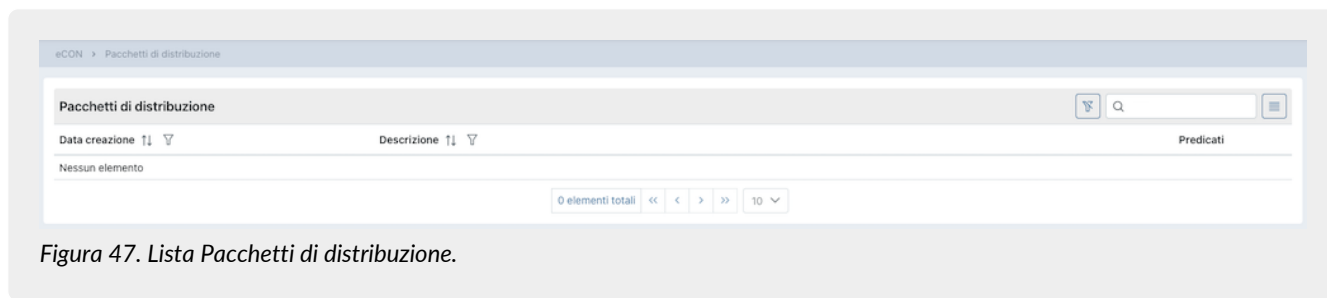 eCON > Pacchetti di distribuzione
Pacchetti di distribuzione
Data creazione Descrizione Predicati
Nessun elemento
0 elementi totali « < > » 10
Figura 47. Lista Pacchetti di distribuzione.